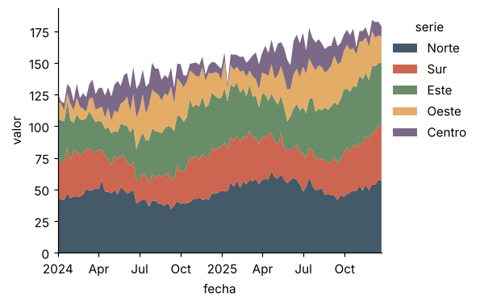 175
150
125
100
75
50
25
0
valor
2024 Apr Jul Oct 2025 Apr Jul Oct
fecha
serie
Norte
Sur
Este
Oeste
Centro